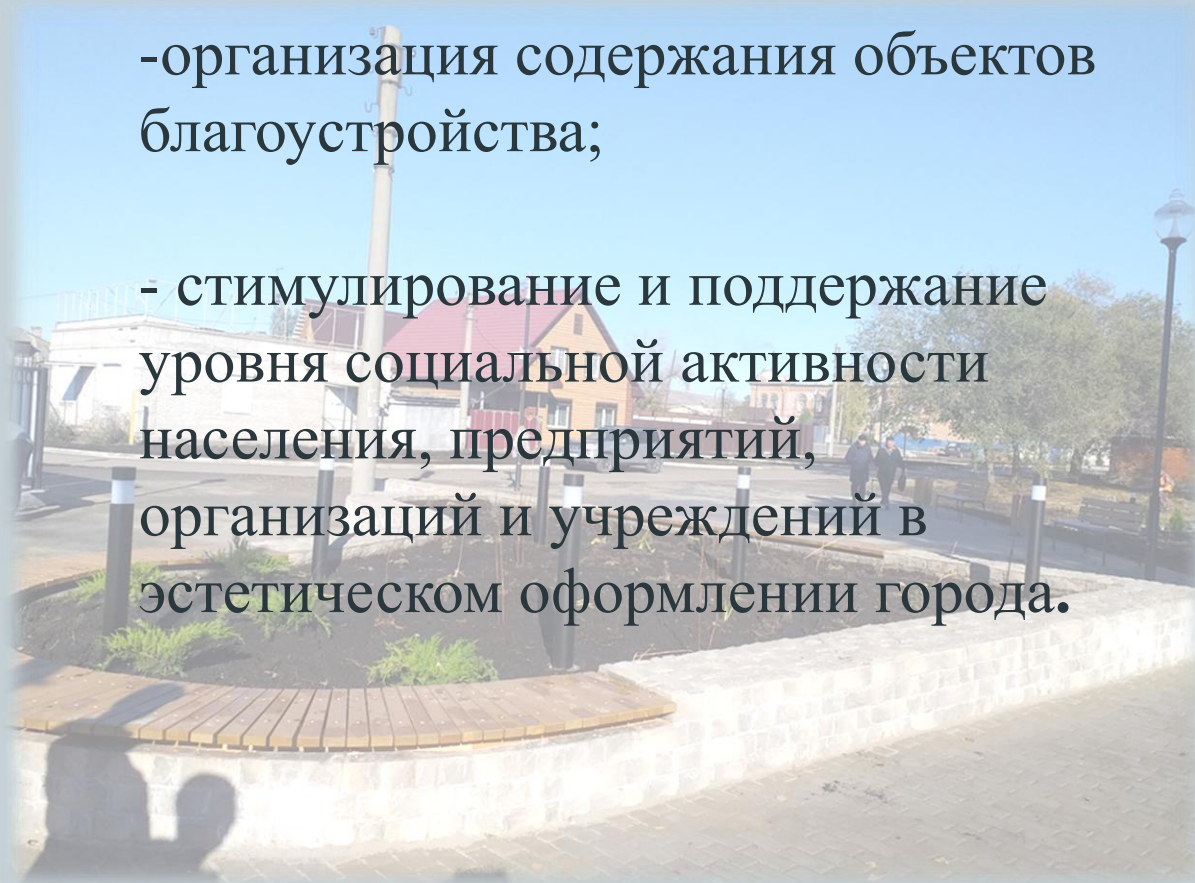 -организация содержания объектов
благоустройства;
- стимулирование и поддержание
уровня социальной активности
населения, предприятий,
организаций и учреждений в
эстетическом оформлении города.